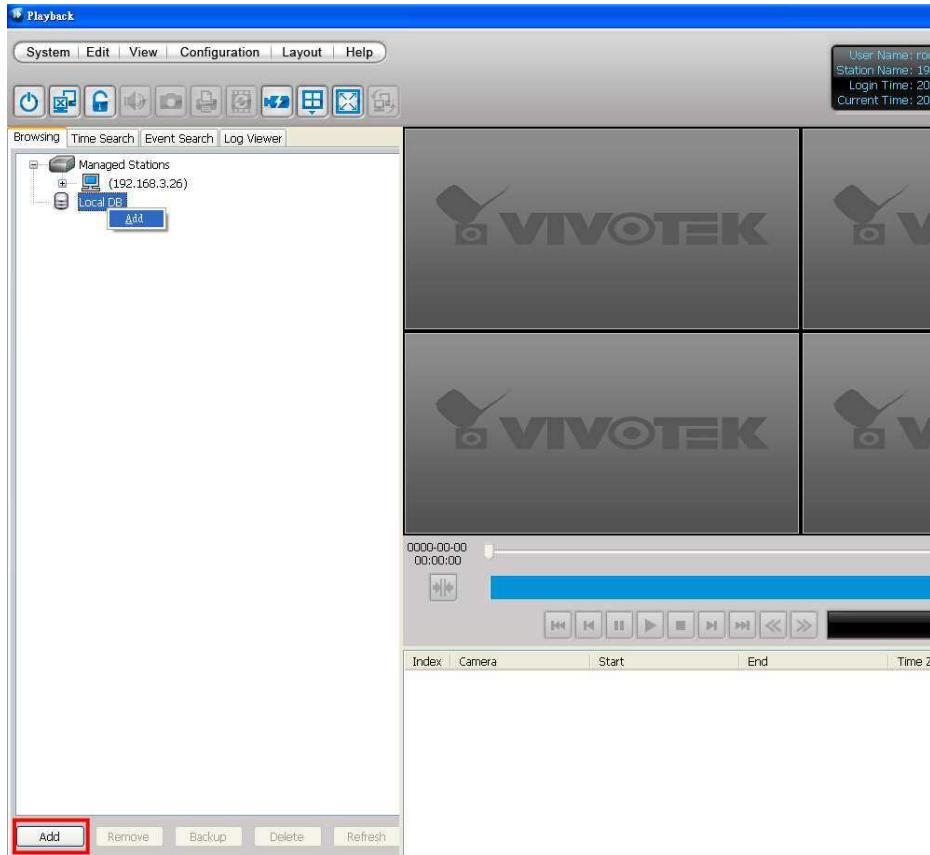 Playback
System Edit View Configuration Layout Help
User Name: ro
Station Name: 19
Login Time: 20
Current Time: 20
Browsing Time Search Event Search Log Viewer
Managed Stations
(192.168.3.26)
Local DB
Add
VIVOTEK
V
VIVOTEK
V
0000-00-00
00:00:00
Index Camera Start End Time Z
Add Remove Backup Delete Refresh